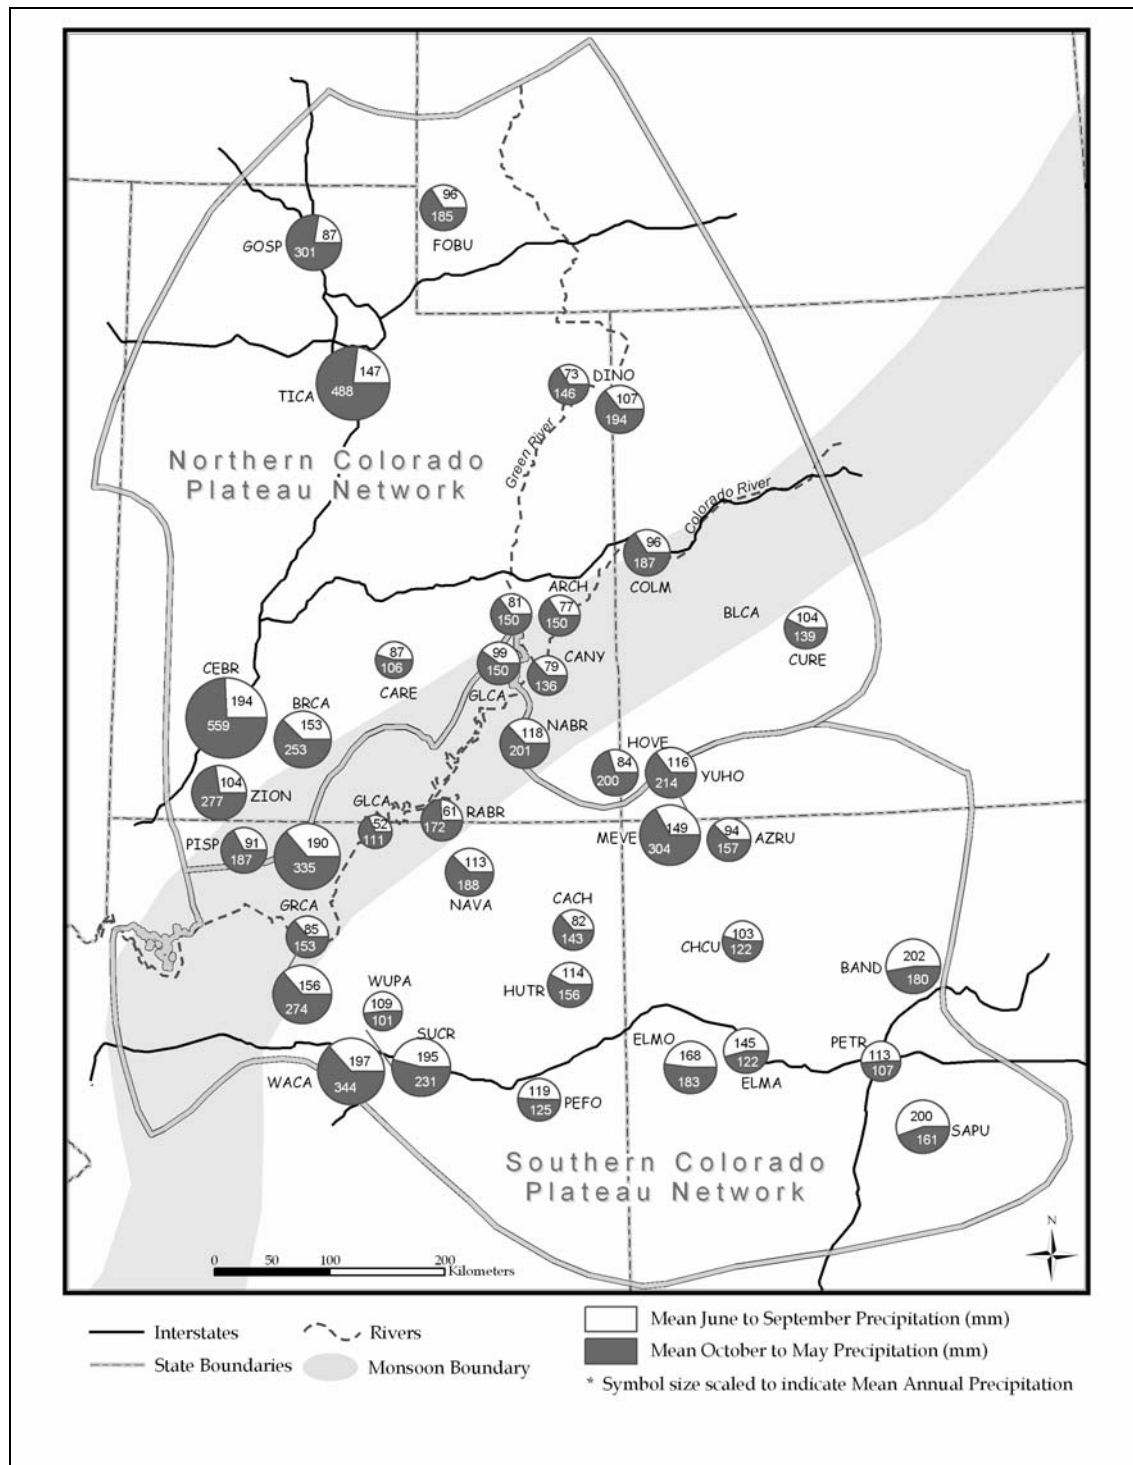 96
185
FOBU
87
301
GOSP
147
488
TICA
73
146
DINO
107
194
Northern Colorado
Plateau Network
Green River
Colorado River
96
187
COLM
ARCH
81
150
77
150
BLCA
104
139
CURE
87
106
CARE
99
150
GLCA
CANY
79
136
CEBR
194
559
BRCA
153
253
118
201
NABR
HOVE
84
200
116
214
YUHO
104
277
ZION
GLCA
52
111
61
172
RABR
PISP
91
187
190
335
MEVE
149
304
94
157
AZRU
113
188
NAVA
GRCA
85
153
CACH
82
143
CHCU
103
122
BAND
202
180
156
274
WUPA
109
101
HUTR
114
156
SUCR
195
231
WACA
197
344
ELMO
168
183
145
122
ELMA
PETR
113
107
119
125
PEFO
200
161
SAPU
Southern Colorado
Plateau Network
N
0 50 100 200
Kilometers
Interstates
Rivers
State Boundaries
Monsoon Boundary
Mean June to September Precipitation (mm)
Mean October to May Precipitation (mm)
* Symbol size scaled to indicate Mean Annual Precipitation